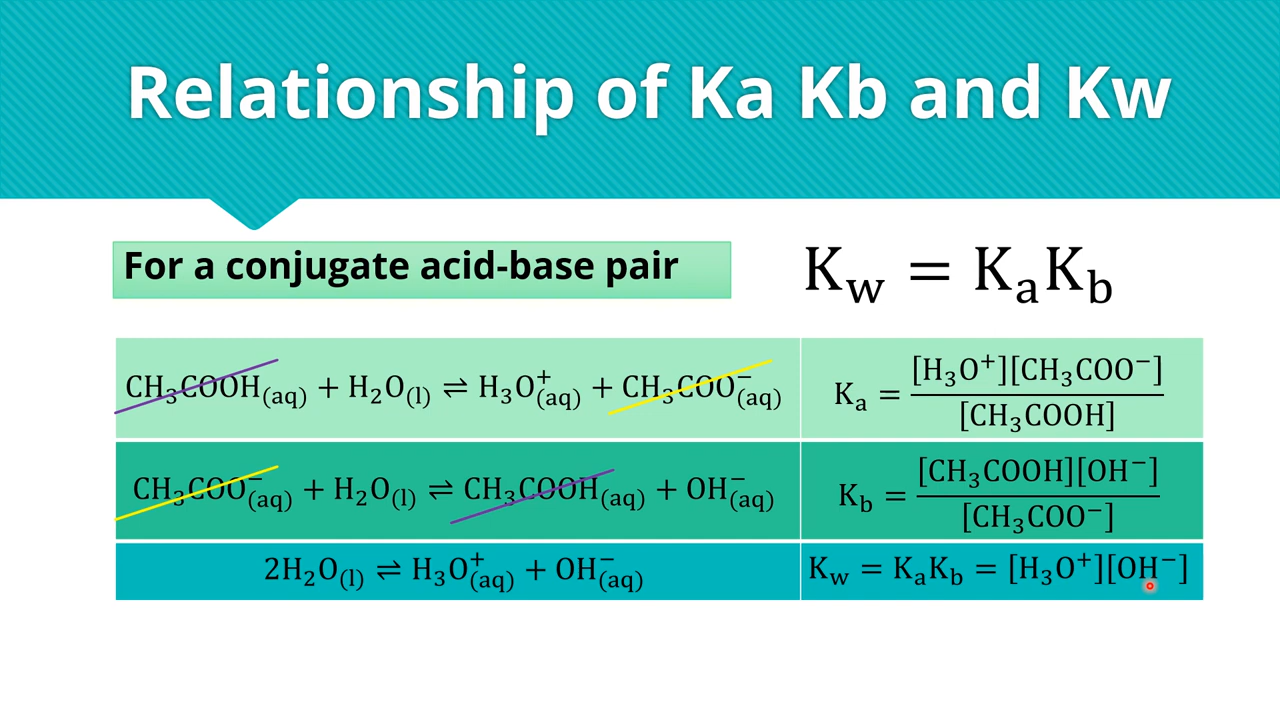 Relationship of Ka Kb and Kw
For a conjugate acid-base pair
K_w = K_aK_b
CH₃COOH₍aq₎ + H₂O₍l₎ ⇌ H₃O⁺₍aq₎ + CH₃COO⁻₍aq₎
K_a = [H₃O⁺][CH₃COO⁻] / [CH₃COOH]
CH₃COO⁻₍aq₎ + H₂O₍l₎ ⇌ CH₃COOH₍aq₎ + OH⁻₍aq₎
K_b = [CH₃COOH][OH⁻] / [CH₃COO⁻]
2H₂O₍l₎ ⇌ H₃O⁺₍aq₎ + OH⁻₍aq₎
K_w = K_aK_b = [H₃O⁺][OH⁻]